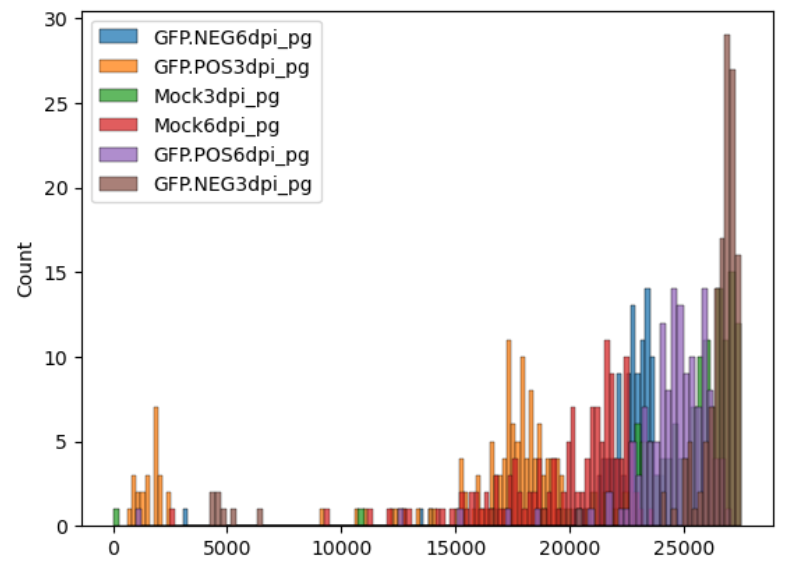 30
25
20
15
10
5
0
Count
GFP.NEG6dpi_pg
GFP.POS3dpi_pg
Mock3dpi_pg
Mock6dpi_pg
GFP.POS6dpi_pg
GFP.NEG3dpi_pg
0 5000 10000 15000 20000 25000